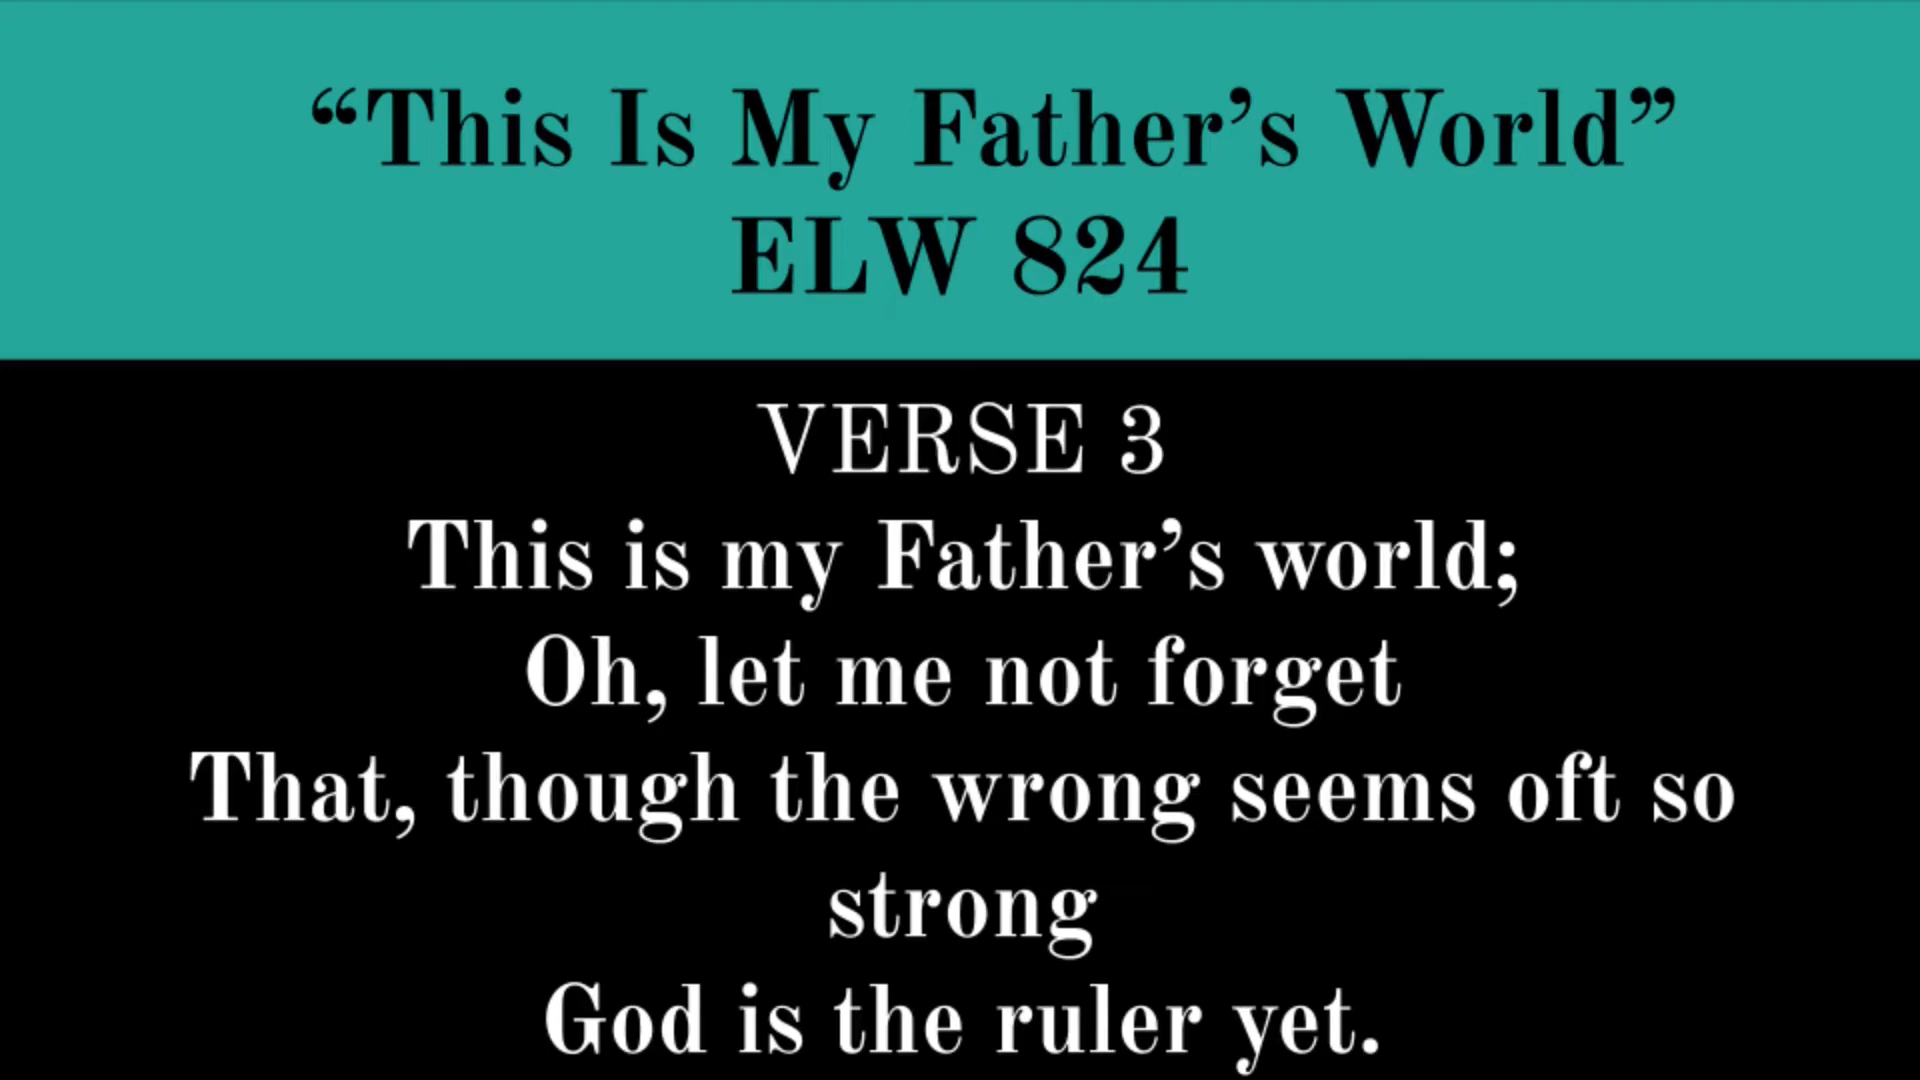 “This Is My Father’s World”
ELW 824
VERSE 3
This is my Father’s world;
Oh, let me not forget
That, though the wrong seems oft so
strong
God is the ruler yet.